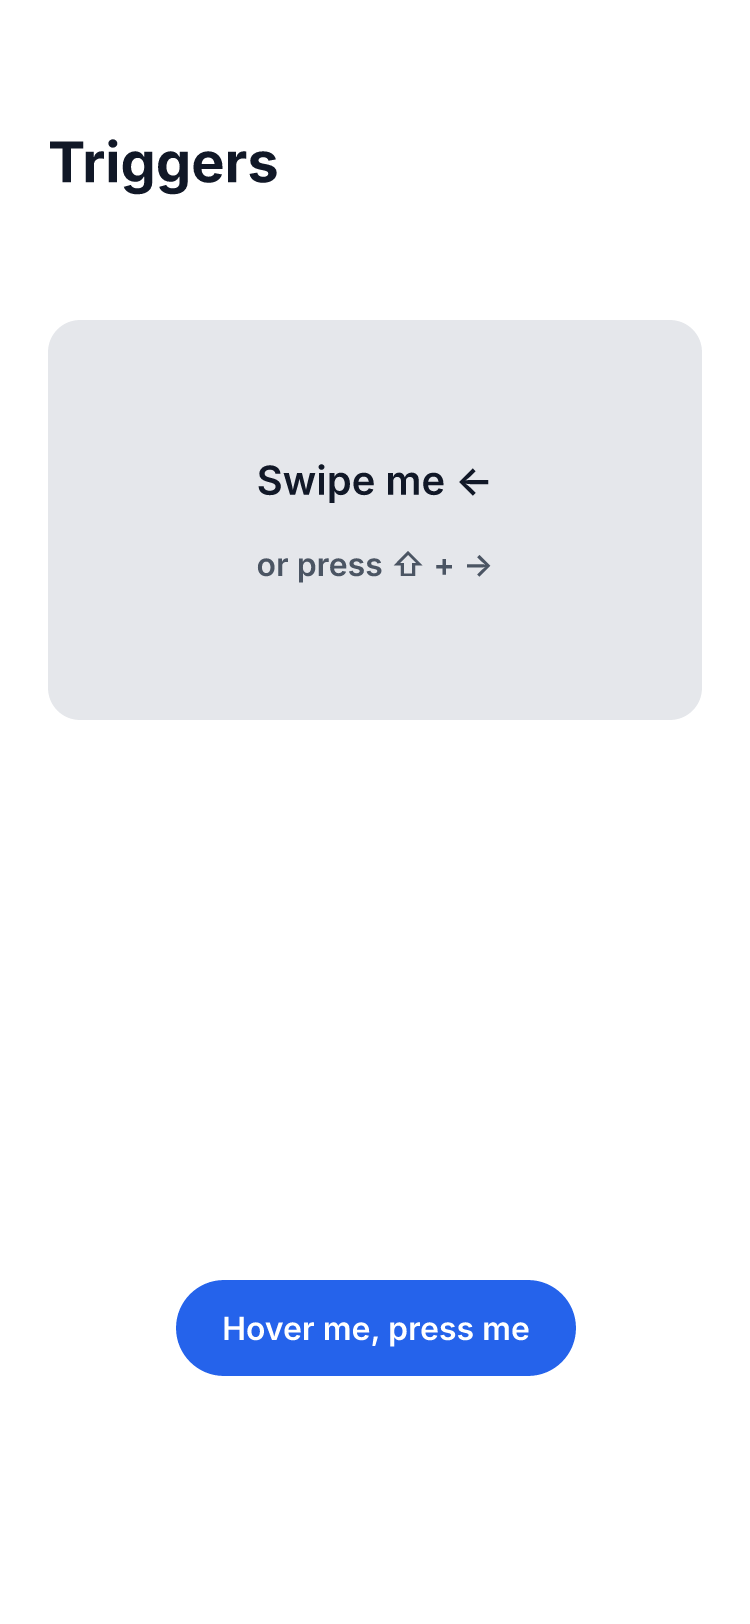 Triggers
Swipe me ←
or press ⇧ + →
Hover me, press me